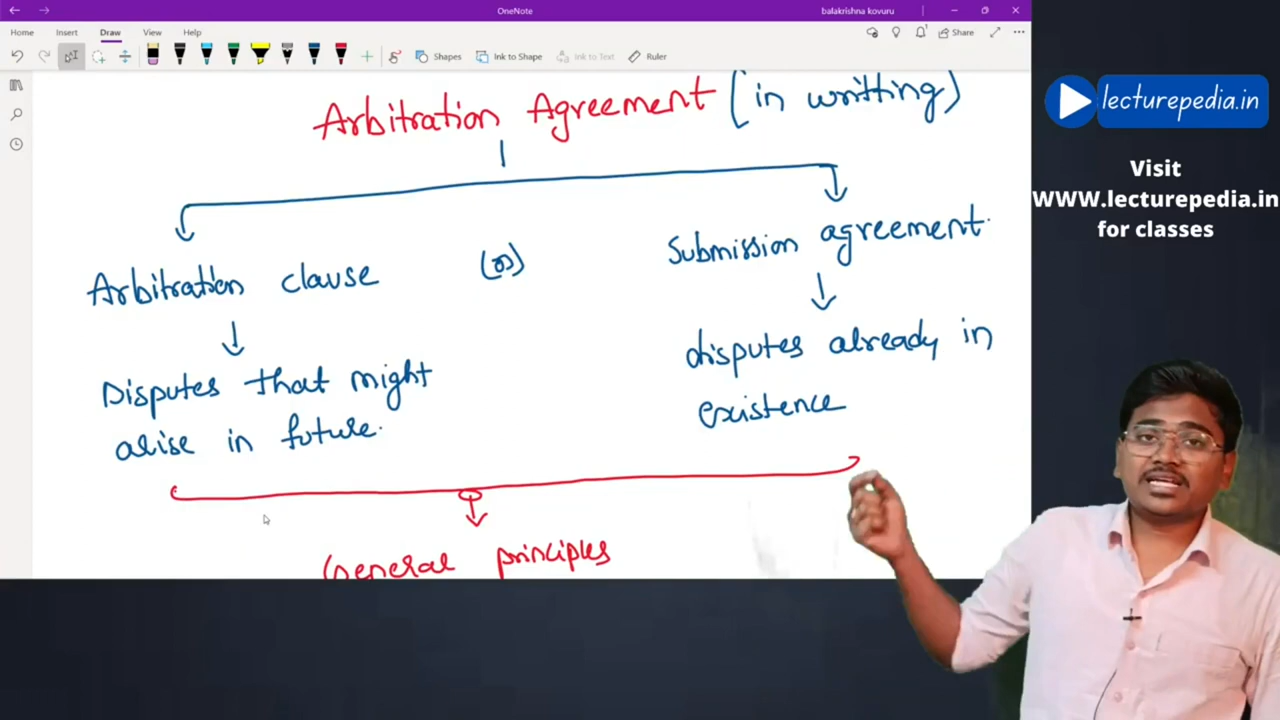 OneNote
balakrishna kovuru
Home Insert Draw View Help
Share
Shapes Ink to Shape Ink to Text Ruler
Arbitration Agreement (in writting)
Arbitration clause (or) Submission agreement.
Disputes that might
arise in future.
disputes already in
existence
General principles
lecturepedia.in
Visit
WWW.lecturepedia.in
for classes